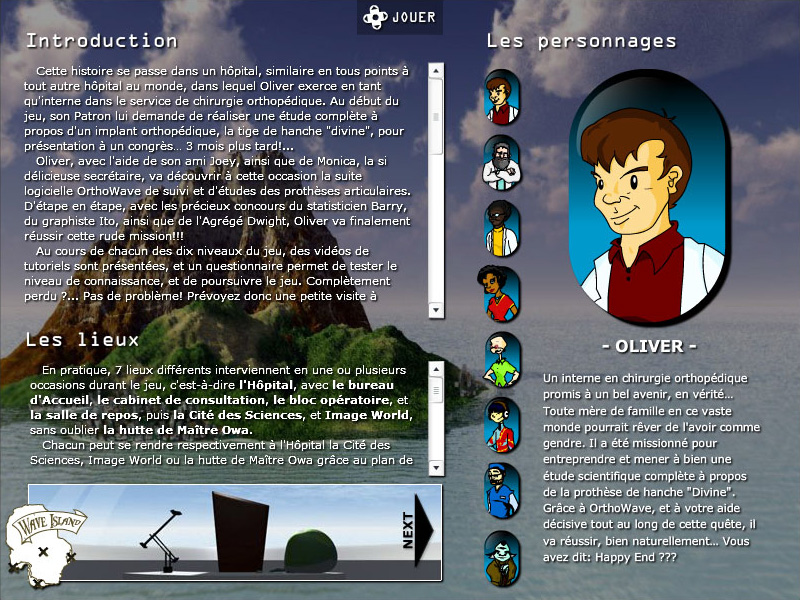 JOUER
Introduction
Cette histoire se passe dans un hôpital, similaire en tous points à
tout autre hôpital au monde, dans lequel Oliver exerce en tant
qu'interne dans le service de chirurgie orthopédique. Au début du
jeu, son Patron lui demande de réaliser une étude complète à
propos d'un implant orthopédique, la tige de hanche "divine", pour
présentation à un congrès... 3 mois plus tard!...
Oliver, avec l'aide de son ami Joey, ainsi que de Monica, la si
délicieuse secrétaire, va découvrir à cette occasion la suite
logicielle OrthoWave de suivi et d'études des prothèses articulaires.
D'étape en étape, avec les précieux concours du statisticien Barry,
du graphiste Ito, ainsi que de l'Agrégé Dwight, Oliver va finalement
réussir cette rude mission!!!
Au cours de chacun des dix niveaux du jeu, des vidéos de
tutoriels sont présentées, et un questionnaire permet de tester le
niveau de connaissance, et de poursuivre le jeu. Complètement
perdu ?... Pas de problème! Prévoyez donc une petite visite à
Les lieux
En pratique, 7 lieux différents interviennent en une ou plusieurs
occasions durant le jeu, c'est-à-dire l'Hôpital, avec le bureau
d'Accueil, le cabinet de consultation, le bloc opératoire, et
la salle de repos, puis la Cité des Sciences, et Image World,
sans oublier la hutte de Maître Owa.
Chacun peut se rendre respectivement à l'Hôpital la Cité des
Sciences, Image World ou la hutte de Maître Owa grâce au plan de
WAVE ISLAND
NEXT
Les personnages
- OLIVER -
Un interne en chirurgie orthopédique
promis à un bel avenir, en vérité...
Toute mère de famille en ce vaste
monde pourrait rêver de l'avoir comme
gendre. Il a été missionné pour
entreprendre et mener à bien une
étude scientifique complète à propos
de la prothèse de hanche "Divine".
Grâce à OrthoWave, et à votre aide
décisive tout au long de cette quête, il
va réussir, bien naturellement... Vous
avez dit: Happy End ???